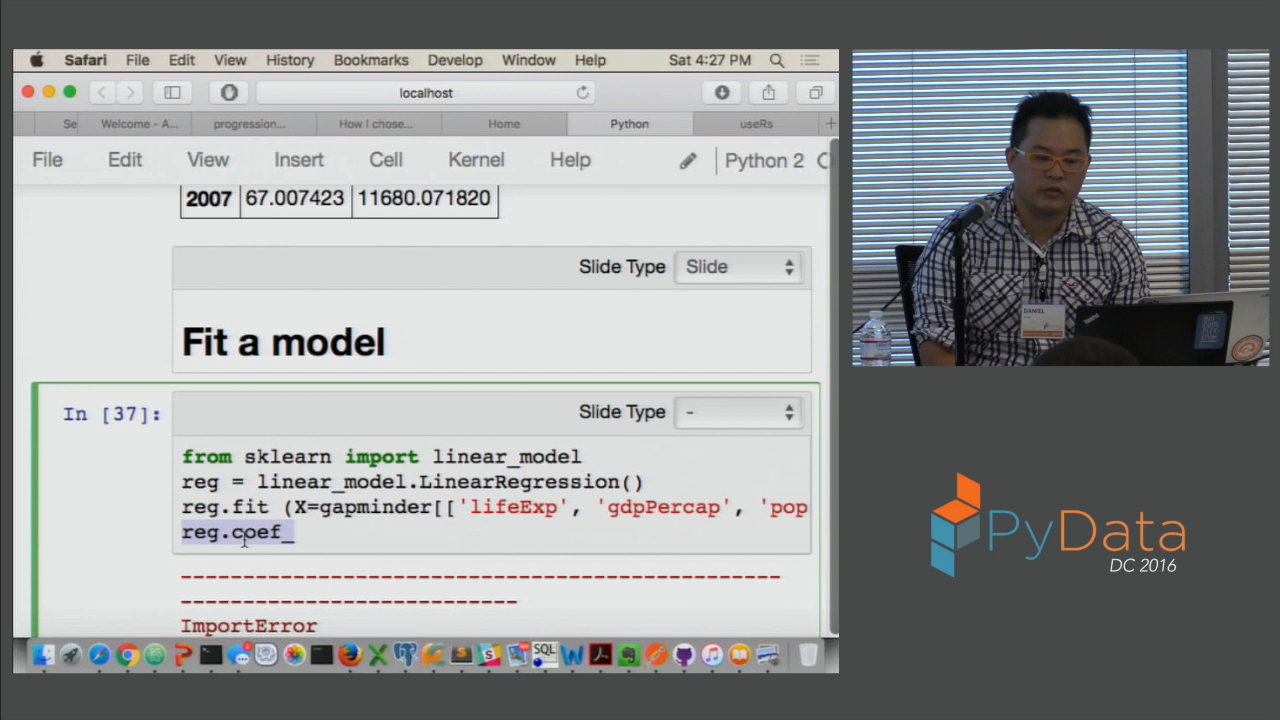 Safari File Edit View History Bookmarks Develop Window Help Sat 4:27 PM
localhost
Se Welcome - A... progression... How I chose... Home Python useRs
File Edit View Insert Cell Kernel Help Python 2
2007 67.007423 11680.071820
Slide Type Slide
Fit a model
In [37]:
Slide Type -
from sklearn import linear_model
reg = linear_model.LinearRegression()
reg.fit (X=gapminder[['lifeExp', 'gdpPercap', 'pop
reg.coef_
--------------------------------------------------
----------------------------
ImportError
SQL
DANIEL
PyData
DC 2016